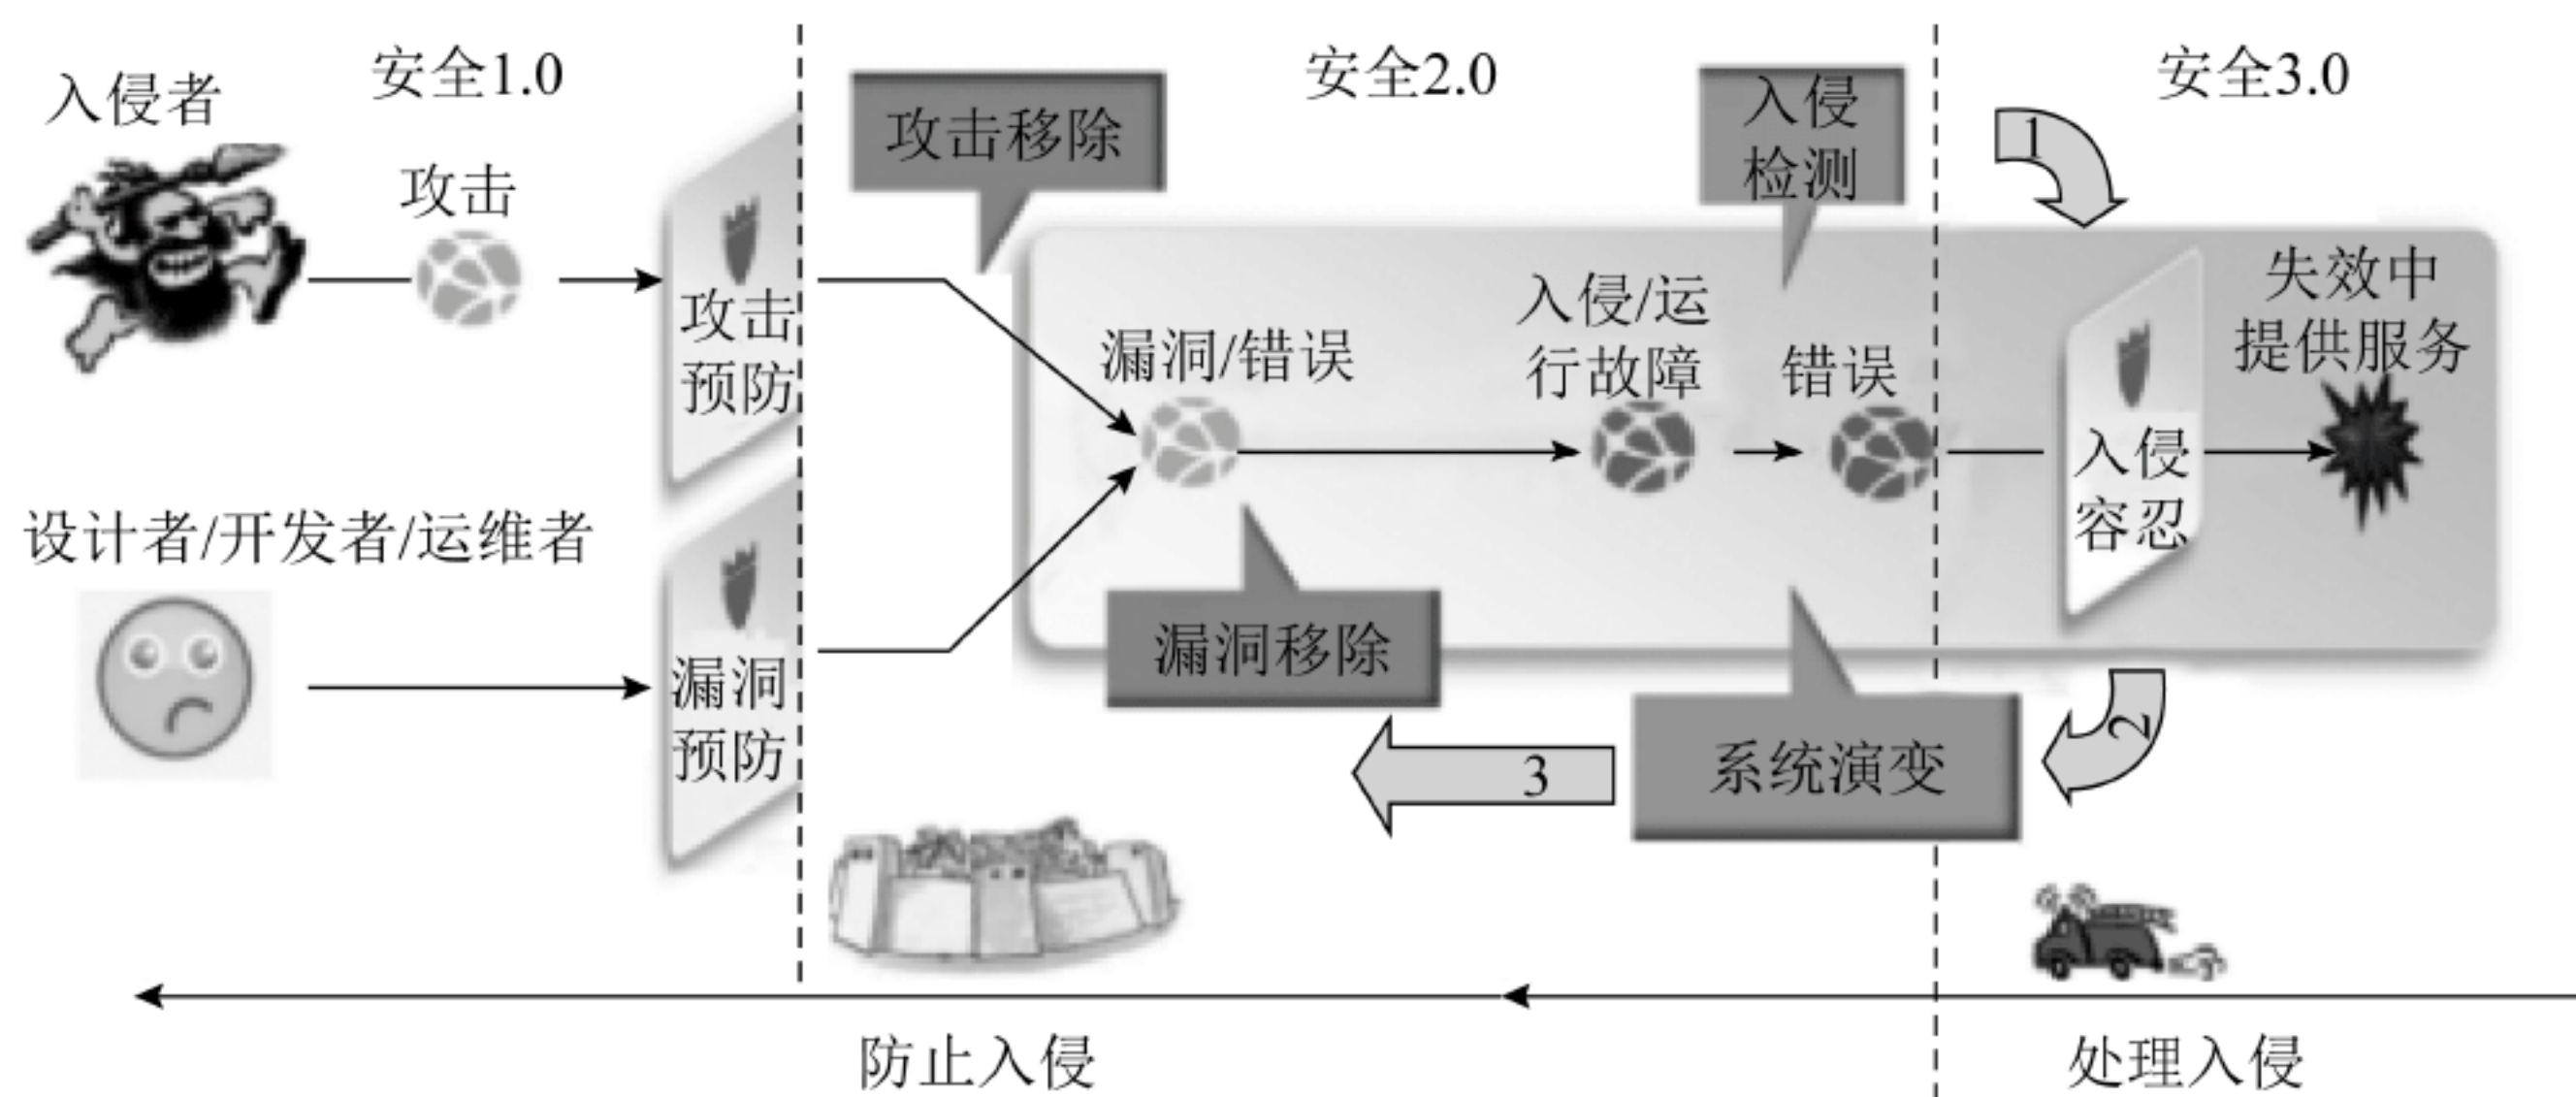 安全1.0
安全2.0
安全3.0
入侵者
攻击
攻击
预防
攻击移除
入侵
检测
1
漏洞/错误
入侵/运
行故障
错误
入侵
容忍
失效中
提供服务
设计者/开发者/运维者
漏洞
预防
漏洞移除
系统演变
2
3
防止入侵
处理入侵